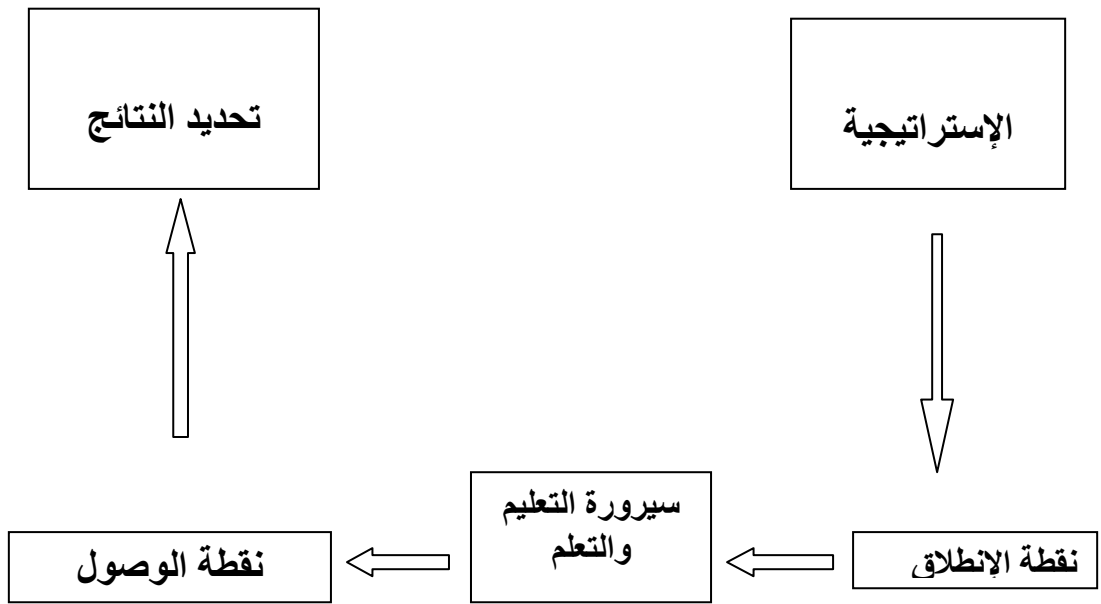 الإستراتيجية
تحديد النتائج
نقطة الإنطلاق
سيرورة التعليم
والتعلم
نقطة الوصول